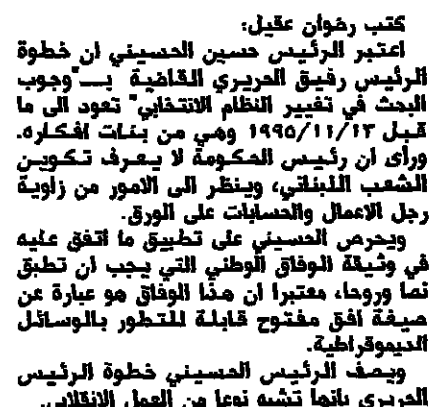 كتب رضوان عقيل:
اعتبر الرئيس حسين الحسيني ان خطوة
الرئيس رفيق الحريري القاضية بـ"وجوب
البحث في تغيير النظام الانتخابي" تعود الى ما
قبل ١٩٩٥/١١/١٣ وهي من بنات افكاره.
ورأى ان رئيس الحكومة لا يعرف تكوين
الشعب اللبناني، وينظر الى الامور من زاوية
رجل الاعمال والحسابات على الورق.
ويحرص الحسيني على تطبيق ما اتفق عليه
في وثيقة الوفاق الوطني التي يجب ان تطبق
نصا وروحا، معتبرا ان هذا الوفاق هو عبارة عن
صيغة افق مفتوح قابلة للتطور بالوسائل
الديموقراطية.
ويصف الرئيس الحسيني خطوة الرئيس
الحريري بانها تشبه نوعا من العمل الانقلابي.